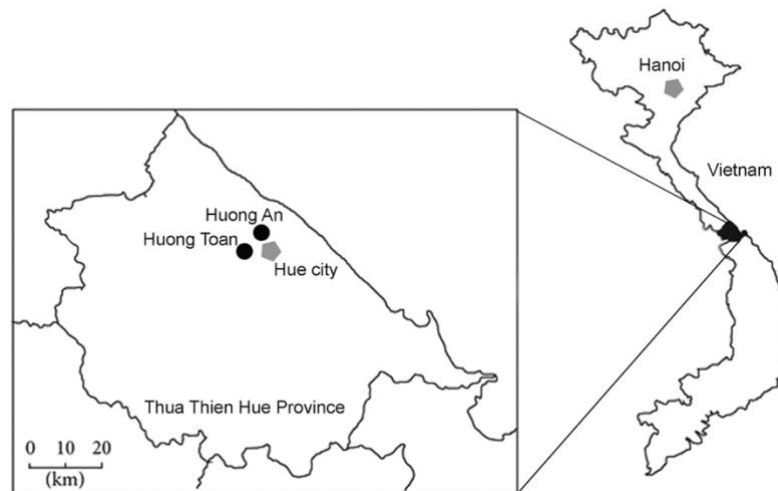 Hanoi
Vietnam
Huong An
Huong Toan
Hue city
Thua Thien Hue Province
0 10 20
(km)